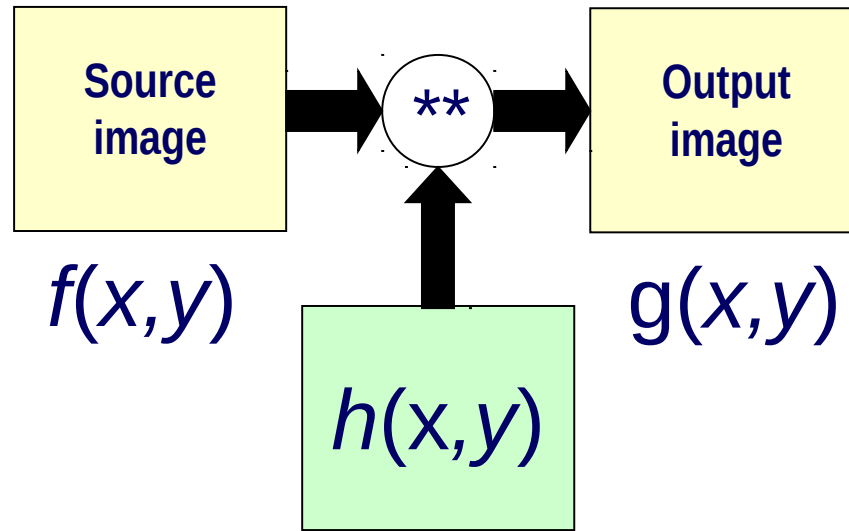 Source
image
**
Output
image
f(x,y)
g(x,y)
h(x,y)